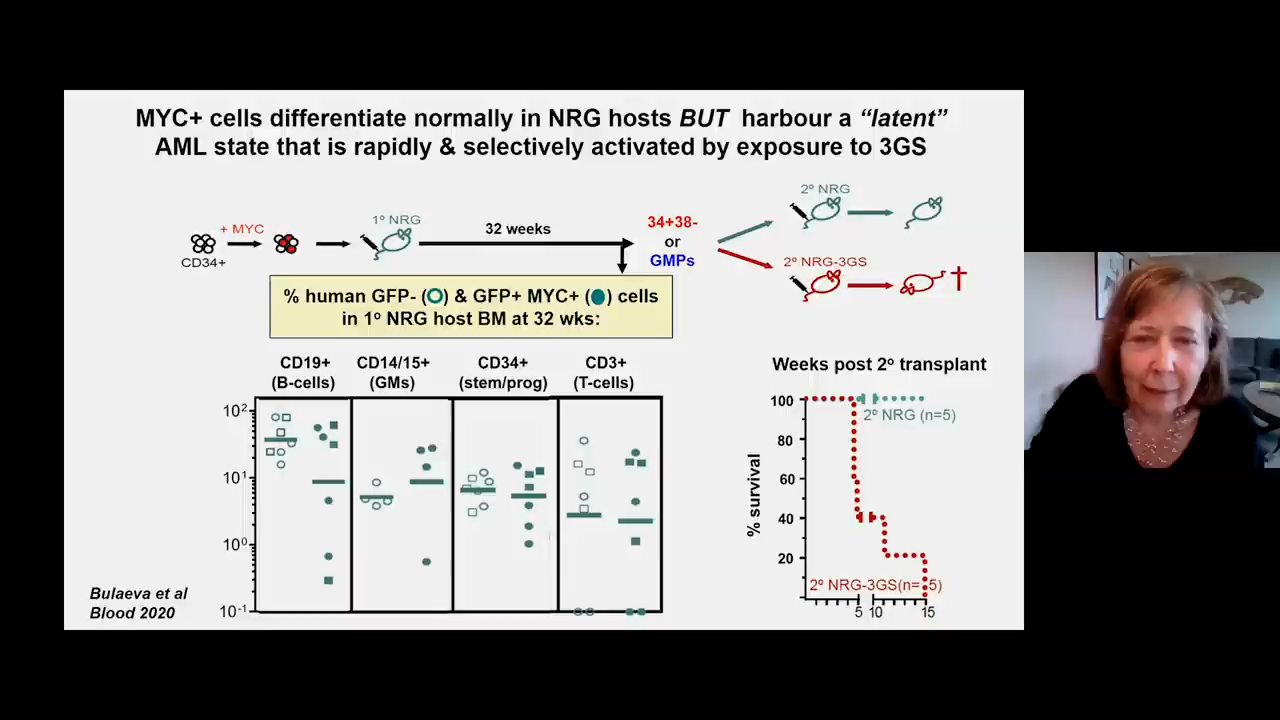 MYC+ cells differentiate normally in NRG hosts BUT harbour a “latent”
AML state that is rapidly & selectively activated by exposure to 3GS
+ MYC
CD34+
1º NRG
32 weeks
34+38-
or
GMPs
2º NRG
2º NRG-3GS
% human GFP- ( ) & GFP+ MYC+ ( ) cells
in 1º NRG host BM at 32 wks:
CD19+
(B-cells)
CD14/15+
(GMs)
CD34+
(stem/prog)
CD3+
(T-cells)
10²
10¹
10⁰
10⁻¹
Bulaeva et al
Blood 2020
Weeks post 2º transplant
% survival
100
80
60
40
20
2º NRG (n=5)
2º NRG-3GS(n= 5)
5 10 15